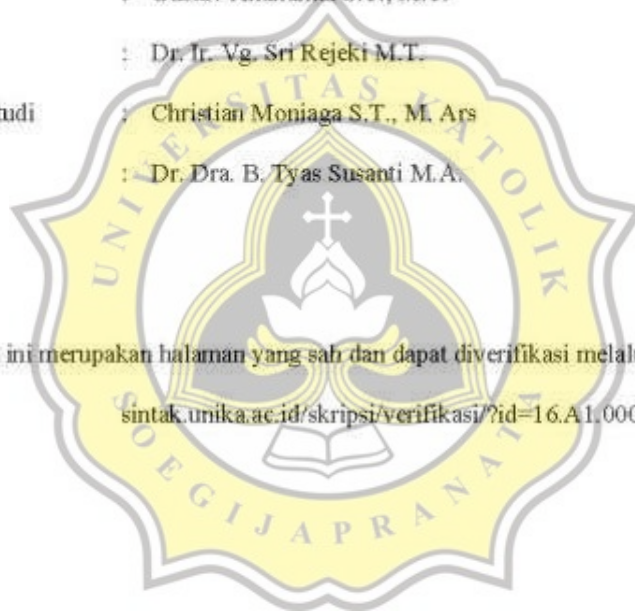 : Dr. Ir. Vg. Sri Rejeki M.T.
udi : Christian Moniaga S.T., M. Ars
: Dr. Dra. B. Tyas Susanti M.A.
ini merupakan halaman yang sah dan dapat diverifikasi melalu
sintak.unika.ac.id/skripsi/verifikasi/?id=16.A1.000
UNIVERSITAS KATOLIK
SOEGIJAPRANATA